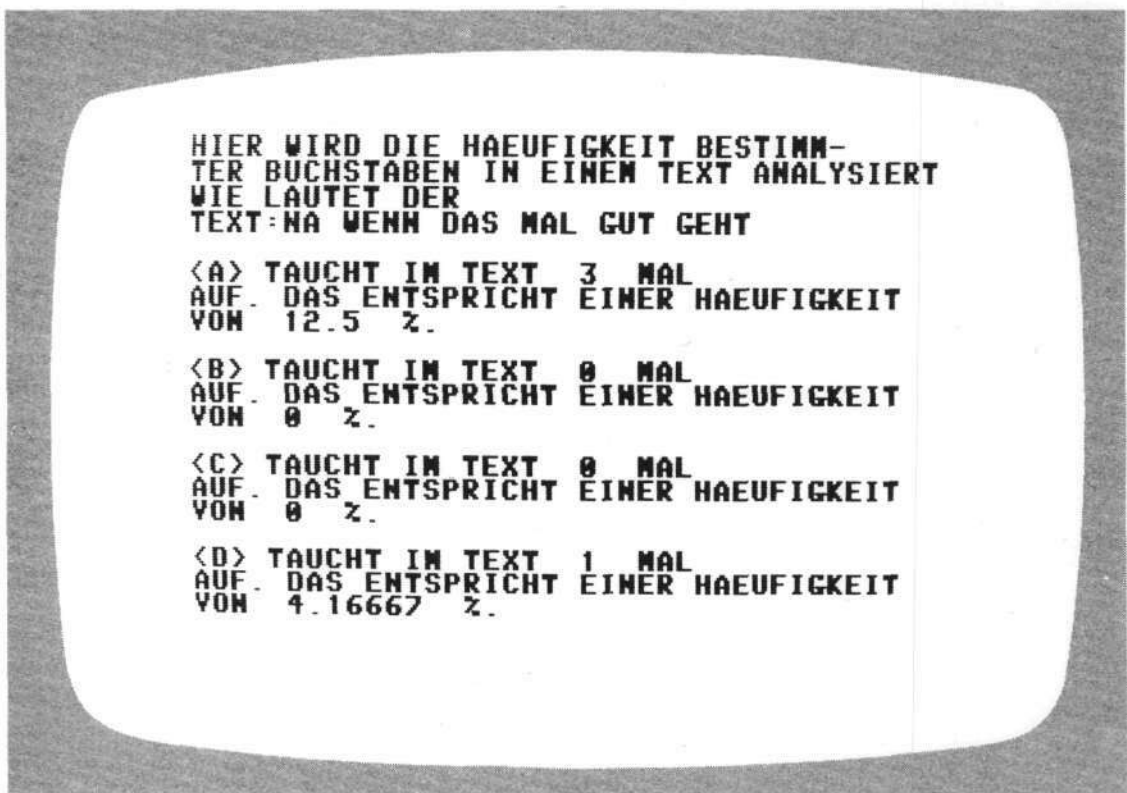 HIER WIRD DIE HAEUFIGKEIT BESTIMM-
TER BUCHSTABEN IN EINEM TEXT ANALYSIERT
WIE LAUTET DER
TEXT:NA WENN DAS MAL GUT GEHT
<A> TAUCHT IM TEXT 3 MAL
AUF. DAS ENTSPRICHT EINER HAEUFIGKEIT
VON 12.5 %.
<B> TAUCHT IM TEXT 0 MAL
AUF. DAS ENTSPRICHT EINER HAEUFIGKEIT
VON 0 %.
<C> TAUCHT IM TEXT 0 MAL
AUF. DAS ENTSPRICHT EINER HAEUFIGKEIT
VON 0 %.
<D> TAUCHT IM TEXT 1 MAL
AUF. DAS ENTSPRICHT EINER HAEUFIGKEIT
VON 4.16667 %.